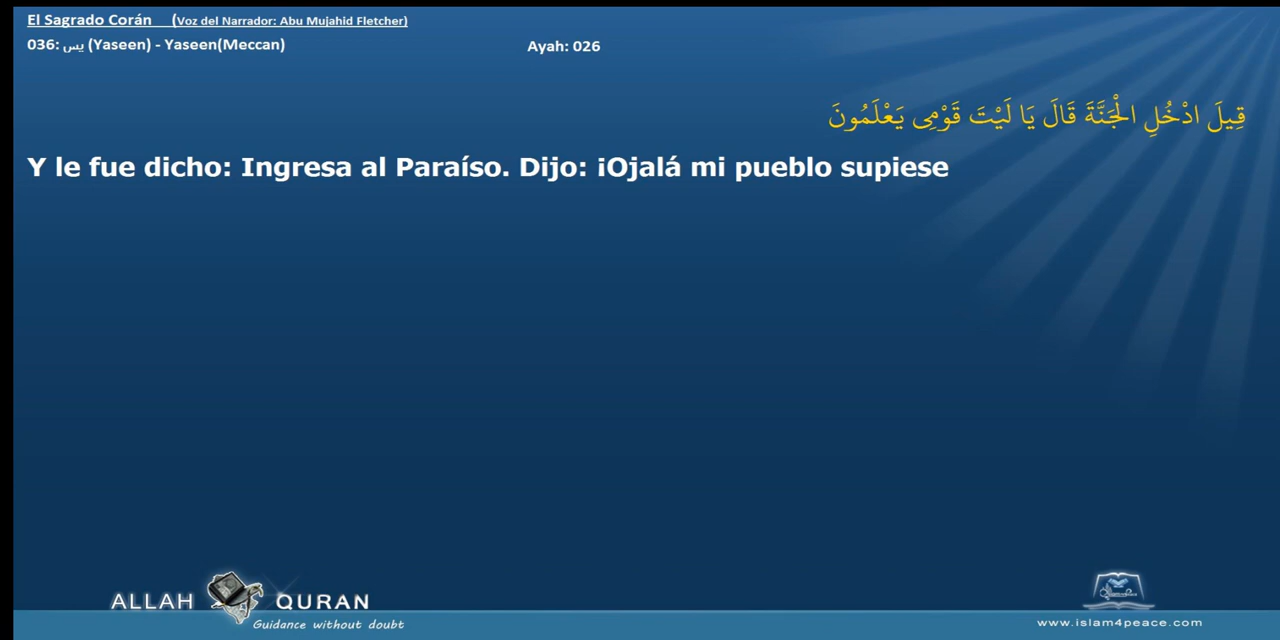 El Sagrado Corán (Voz del Narrador: Abu Mujahid Fletcher)
036: يس (Yaseen) - Yaseen(Meccan) Ayah: 026
قِيلَ ادْخُلِ الْجَنَّةَ قَالَ يَا لَيْتَ قَوْمِى يَعْلَمُونَ
Y le fue dicho: Ingresa al Paraíso. Dijo: ¡Ojalá mi pueblo supiese
ALLAH QURAN
Guidance without doubt
www.islam4peace.com